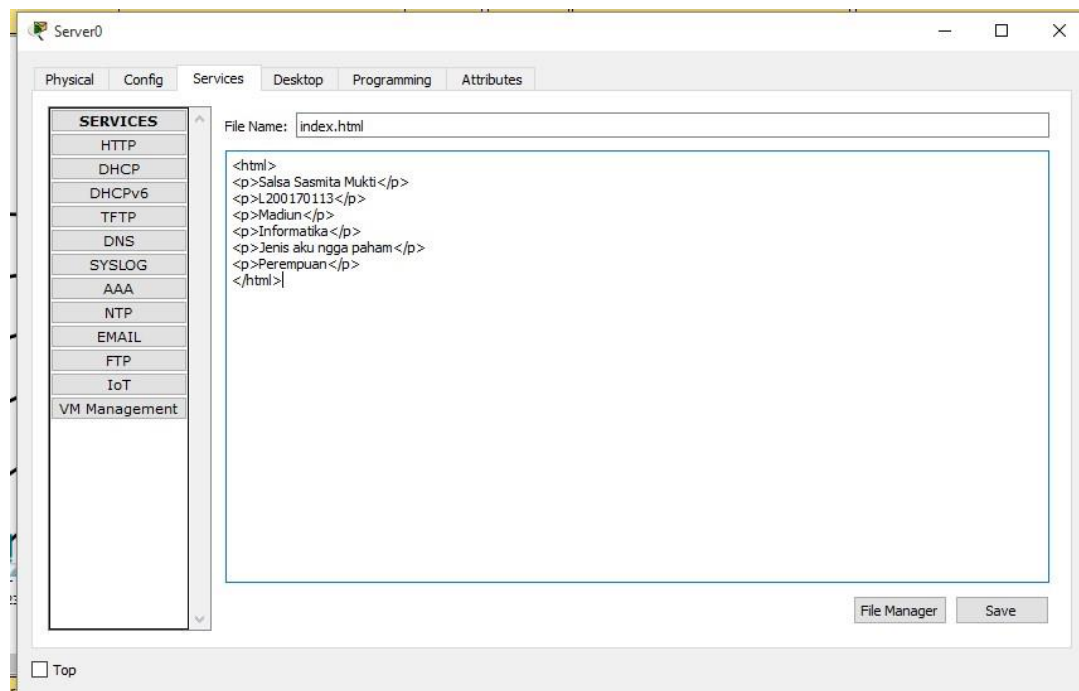 Server0
Physical Config Services Desktop Programming Attributes
SERVICES
HTTP
DHCP
DHCPv6
TFTP
DNS
SYSLOG
AAA
NTP
EMAIL
FTP
IoT
VM Management
File Name: index.html
<html>
<p>Salsa Sasmita Mukti</p>
<p>L200170113</p>
<p>Madiun</p>
<p>Informatika</p>
<p>Jenis aku ngga paham</p>
<p>Perempuan</p>
</html>
File Manager Save
Top